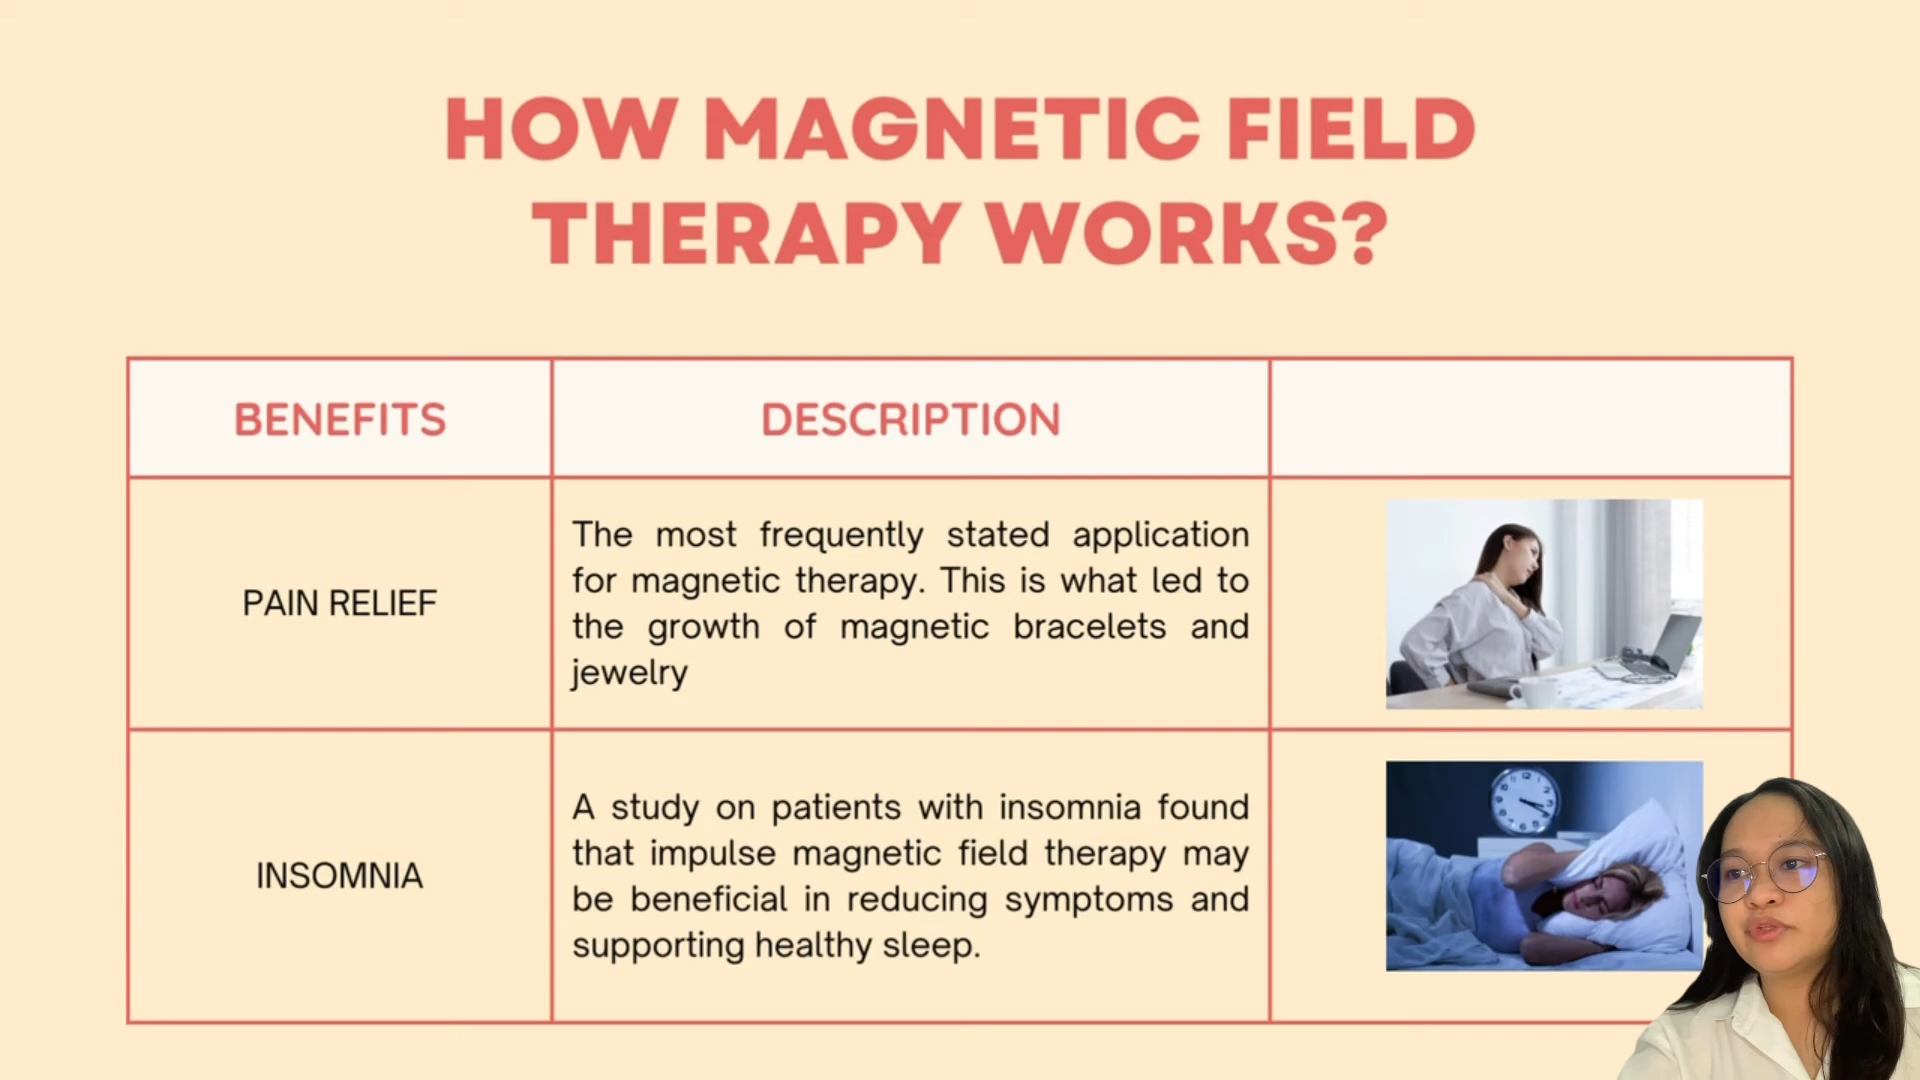 HOW MAGNETIC FIELD
THERAPY WORKS?
BENEFITS
DESCRIPTION
PAIN RELIEF
The most frequently stated application
for magnetic therapy. This is what led to
the growth of magnetic bracelets and
jewelry
INSOMNIA
A study on patients with insomnia found
that impulse magnetic field therapy may
be beneficial in reducing symptoms and
supporting healthy sleep.